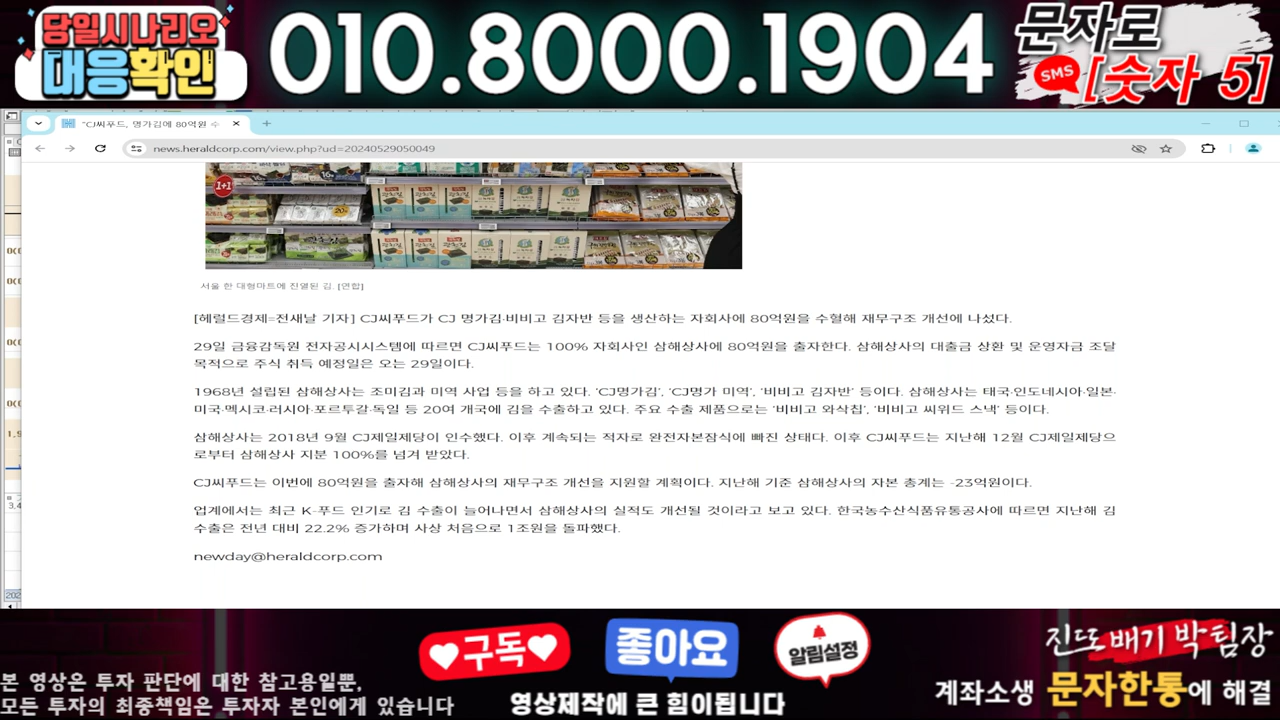 당일시나리오
대응확인
010.8000.1904
문자로
SMS
[숫자 5]
"CJ씨푸드, 명가김에 80억원 수
news.heraldcorp.com/view.php?ud=20240529050049
1+1
서울 한 대형마트에 진열된 김. [연합]
[헤럴드경제=전새날 기자] CJ씨푸드가 CJ 명가김·비비고 김자반 등을 생산하는 자회사에 80억원을 수혈해 재무구조 개선에 나섰다.
29일 금융감독원 전자공시시스템에 따르면 CJ씨푸드는 100% 자회사인 삼해상사에 80억원을 출자한다. 삼해상사의 대출금 상환 및 운영자금 조달
목적으로 주식 취득 예정일은 오는 29일이다.
1968년 설립된 삼해상사는 조미김과 미역 사업 등을 하고 있다. 'CJ명가김', 'CJ명가 미역', '비비고 김자반' 등이다. 삼해상사는 태국·인도네시아·일본·
미국·멕시코·러시아·포르투갈·독일 등 20여 개국에 김을 수출하고 있다. 주요 수출 제품으로는 '비비고 와삭칩', '비비고 씨위드 스낵' 등이다.
삼해상사는 2018년 9월 CJ제일제당이 인수했다. 이후 계속되는 적자로 완전자본잠식에 빠진 상태다. 이후 CJ씨푸드는 지난해 12월 CJ제일제당으
로부터 삼해상사 지분 100%를 넘겨 받았다.
CJ씨푸드는 이번에 80억원을 출자해 삼해상사의 재무구조 개선을 지원할 계획이다. 지난해 기준 삼해상사의 자본 총계는 -23억원이다.
업계에서는 최근 K-푸드 인기로 김 수출이 늘어나면서 삼해상사의 실적도 개선될 것이라고 보고 있다. 한국농수산식품유통공사에 따르면 지난해 김
수출은 전년 대비 22.2% 증가하며 사상 처음으로 1조원을 돌파했다.
newday@heraldcorp.com
구독
좋아요
알림설정
진또배기 박팀장
본 영상은 투자 판단에 대한 참고용일뿐,
모든 투자의 최종책임은 투자자 본인에게 있습니다
영상제작에 큰 힘이됩니다
계좌소생 문자한통에 해결